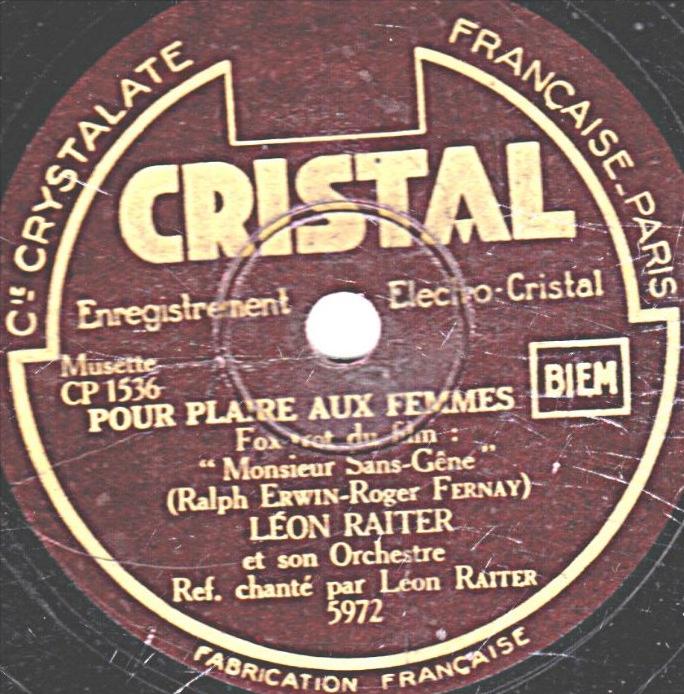 Cie CRYSTALATE FRANÇAISE-PARIS
CRISTAL
Enregistrement Electro-Cristal
Musette
CP 1536
BIEM
POUR PLAIRE AUX FEMMES
Fox-trot du film :
“ Monsieur Sans-Gêne ”
(Ralph ERWIN-Roger FERNAY)
LÉON RAITER
et son Orchestre
Ref. chanté par Léon RAITER
5972
FABRICATION FRANÇAISE